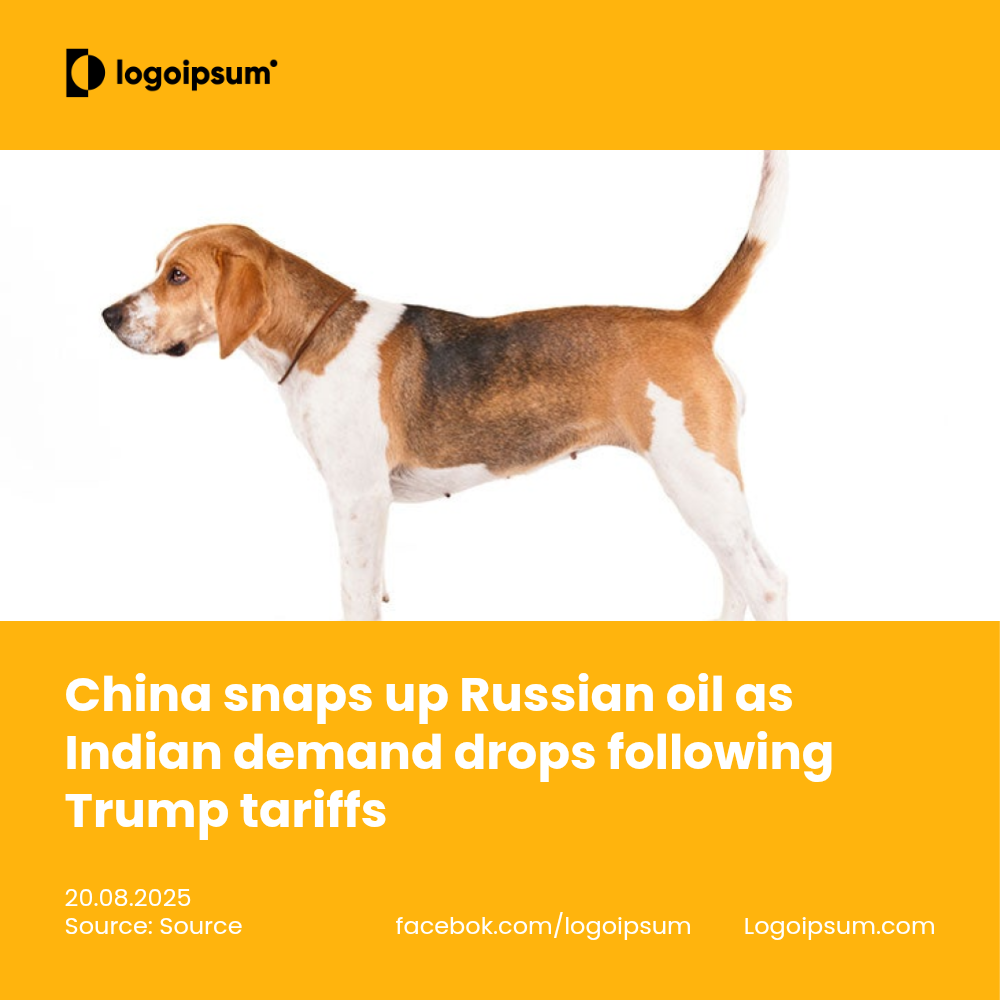 logoipsum
China snaps up Russian oil as
Indian demand drops following
Trump tariffs
20.08.2025
Source: Source
facebok.com/logoipsum
Logoipsum.com